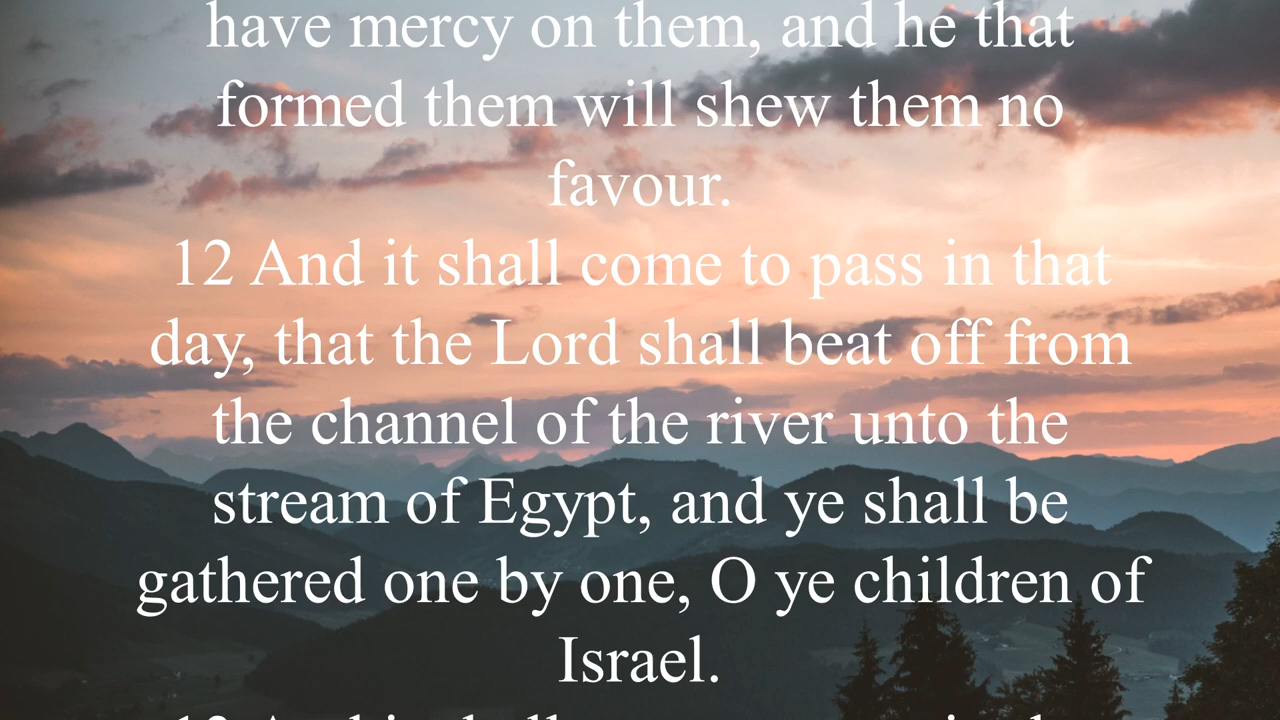 have mercy on them, and he that
formed them will shew them no
favour.
12 And it shall come to pass in that
day, that the Lord shall beat off from
the channel of the river unto the
stream of Egypt, and ye shall be
gathered one by one, O ye children of
Israel.